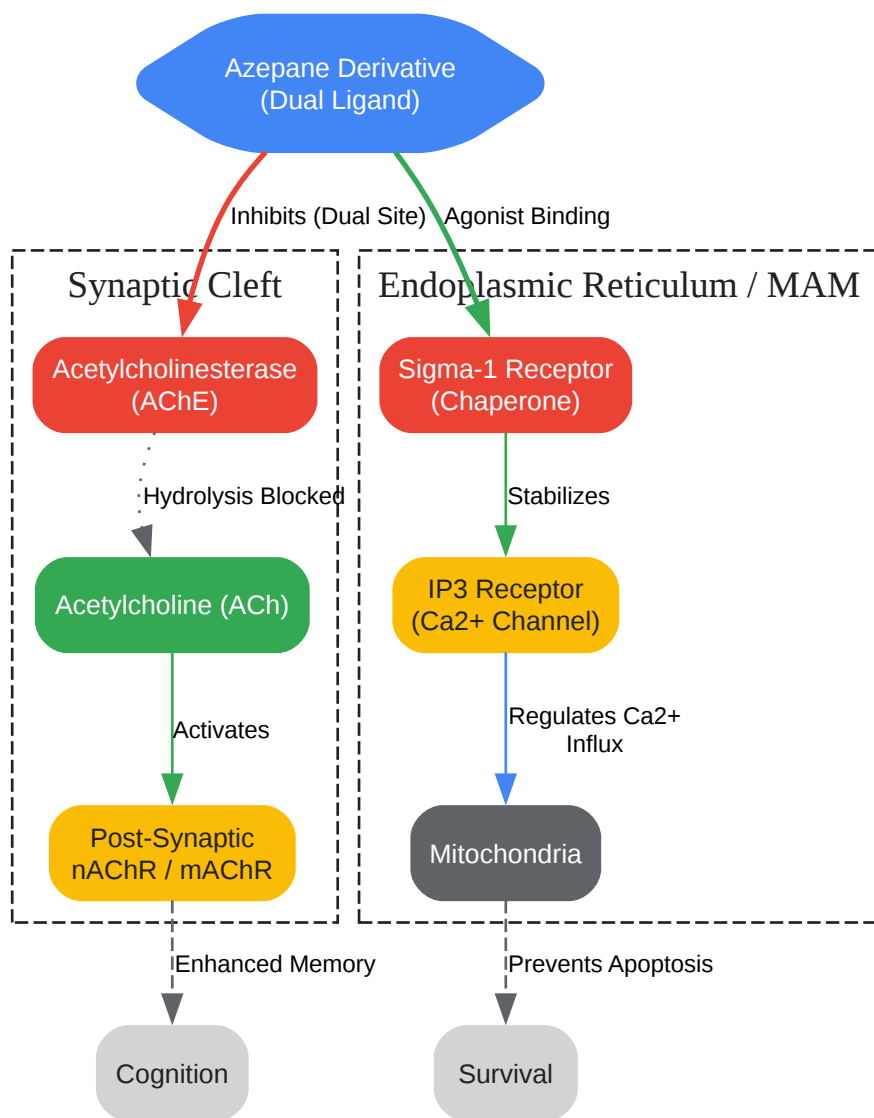 Azepane Derivative
(Dual Ligand)
Inhibits (Dual Site)
Agonist Binding
Synaptic Cleft
Endoplasmic Reticulum / MAM
Acetylcholinesterase
(AChE)
Sigma-1 Receptor
(Chaperone)
Hydrolysis Blocked
Stabilizes
Acetylcholine (ACh)
IP3 Receptor
(Ca2+ Channel)
Activates
Regulates Ca2+
Influx
Post-Synaptic
nAChR / mAChR
Mitochondria
Enhanced Memory
Prevents Apoptosis
Cognition
Survival